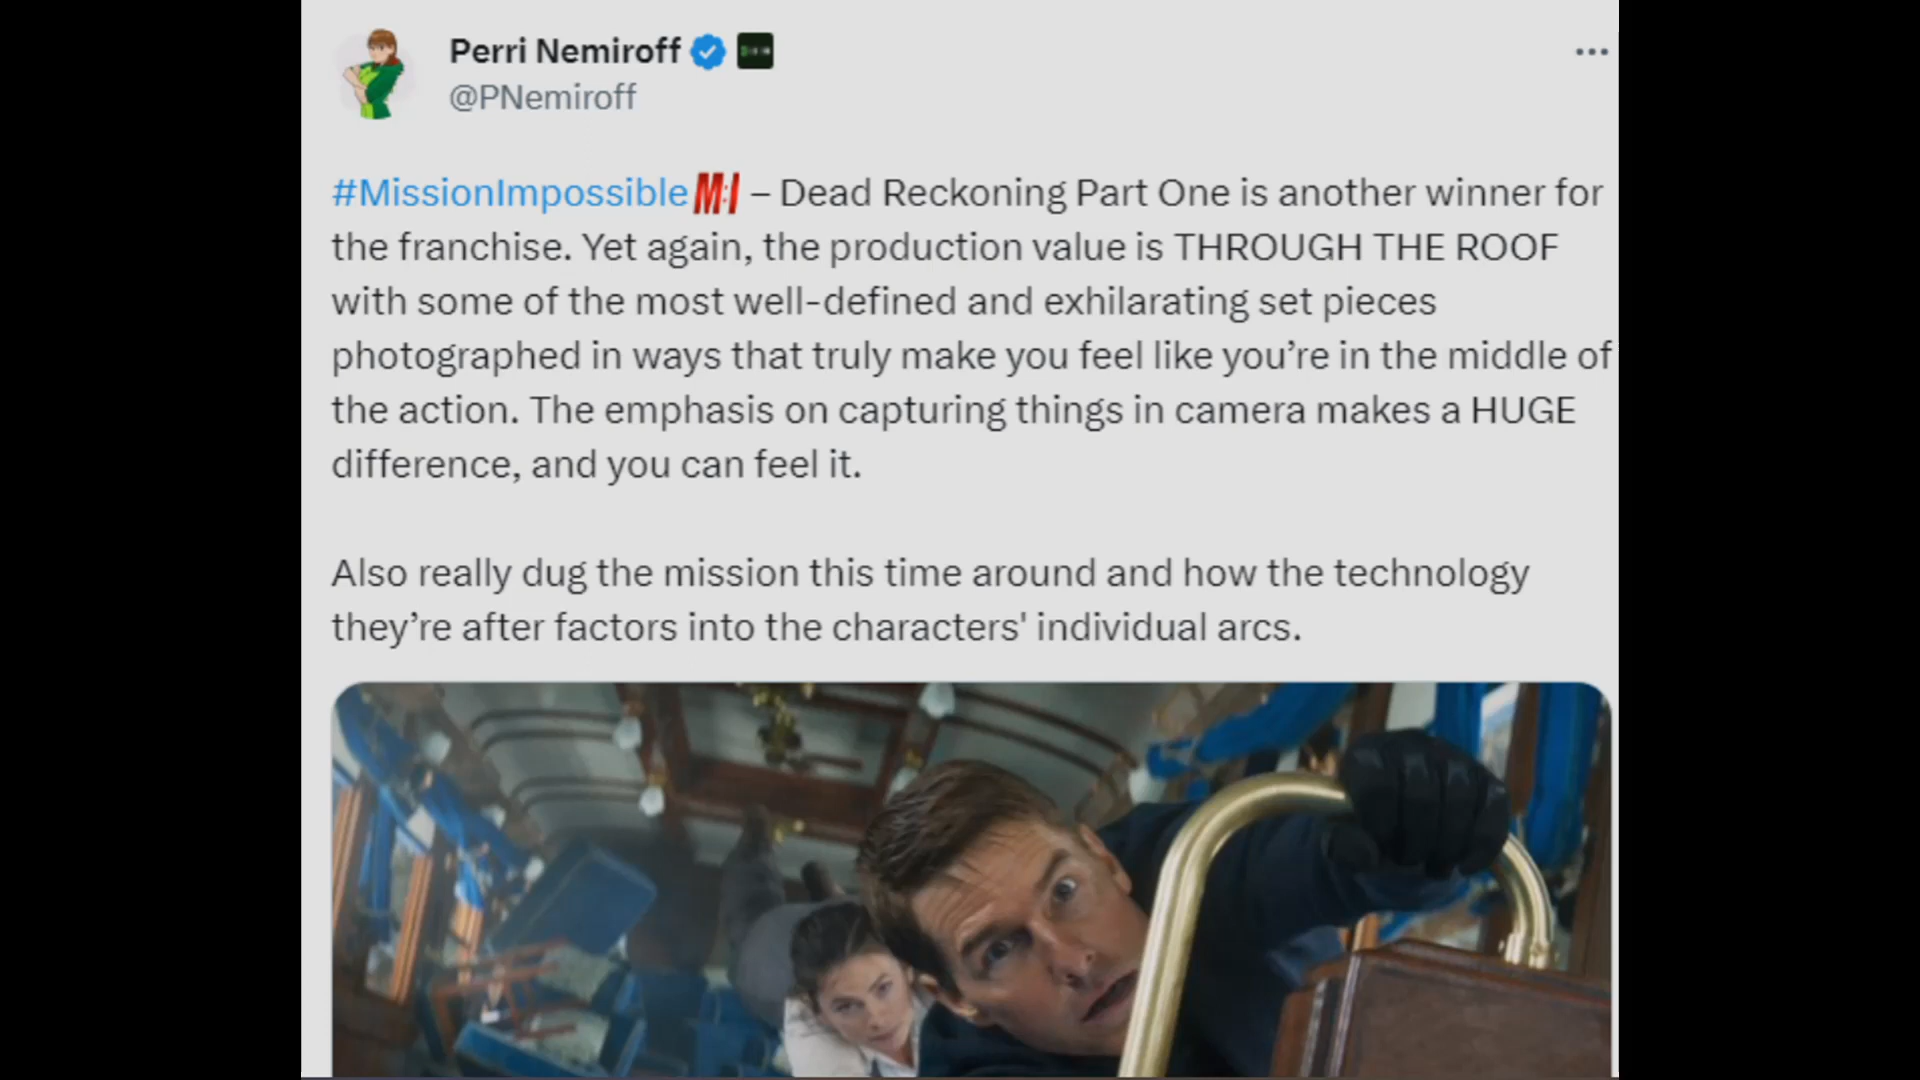 Perri Nemiroff
@PNemiroff
#MissionImpossible M:I – Dead Reckoning Part One is another winner for
the franchise. Yet again, the production value is THROUGH THE ROOF
with some of the most well-defined and exhilarating set pieces
photographed in ways that truly make you feel like you’re in the middle of
the action. The emphasis on capturing things in camera makes a HUGE
difference, and you can feel it.
Also really dug the mission this time around and how the technology
they’re after factors into the characters' individual arcs.